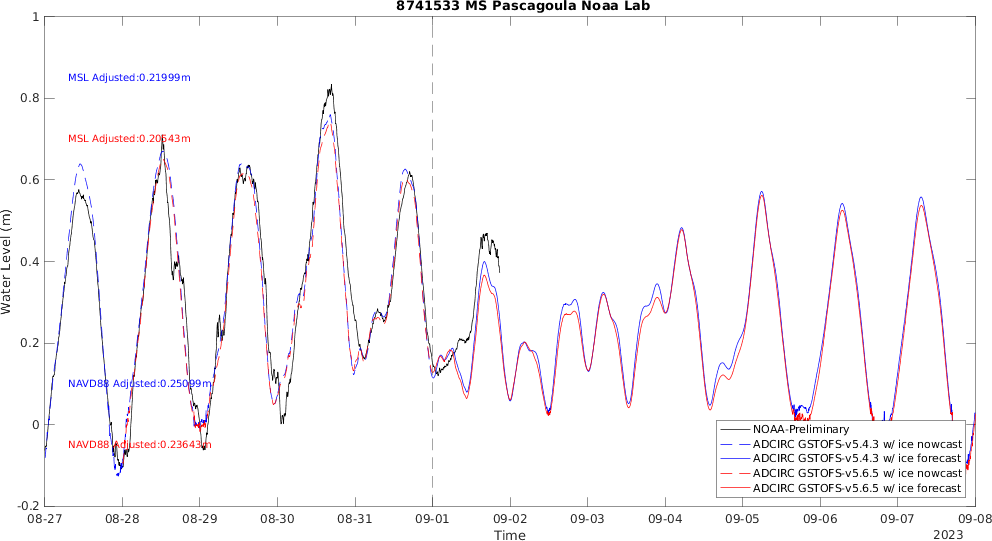 8741533 MS Pascagoula Noaa Lab
1
0.8
0.6
0.4
0.2
0
-0.2
Water Level (m)
MSL Adjusted:0.21999m
MSL Adjusted:0.20543m
NAVD88 Adjusted:0.25099m
NAVD88 Adjusted:0.23643m
NOAA-Preliminary
ADCIRC GSTOFS-v5.4.3 w/ ice nowcast
ADCIRC GSTOFS-v5.4.3 w/ ice forecast
ADCIRC GSTOFS-v5.6.5 w/ ice nowcast
ADCIRC GSTOFS-v5.6.5 w/ ice forecast
08-27 08-28 08-29 08-30 08-31 09-01 09-02 09-03 09-04 09-05 09-06 09-07 09-08
Time
2023